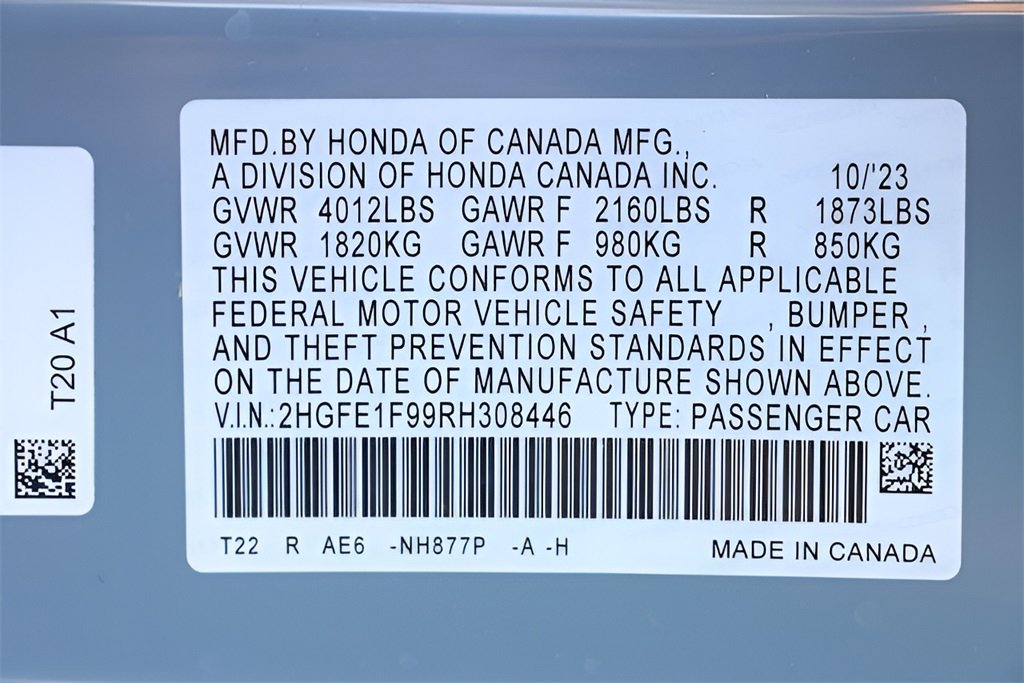 MFD.BY HONDA OF CANADA MFG.,
A DIVISION OF HONDA CANADA INC. 10/'23
GVWR 4012LBS GAWR F 2160LBS R 1873LBS
GVWR 1820KG GAWR F 980KG R 850KG
THIS VEHICLE CONFORMS TO ALL APPLICABLE
FEDERAL MOTOR VEHICLE SAFETY , BUMPER ,
AND THEFT PREVENTION STANDARDS IN EFFECT
ON THE DATE OF MANUFACTURE SHOWN ABOVE.
V.I.N.:2HGFE1F99RH308446 TYPE: PASSENGER CAR
T22 R AE6 -NH877P -A -H MADE IN CANADA
T20 A1